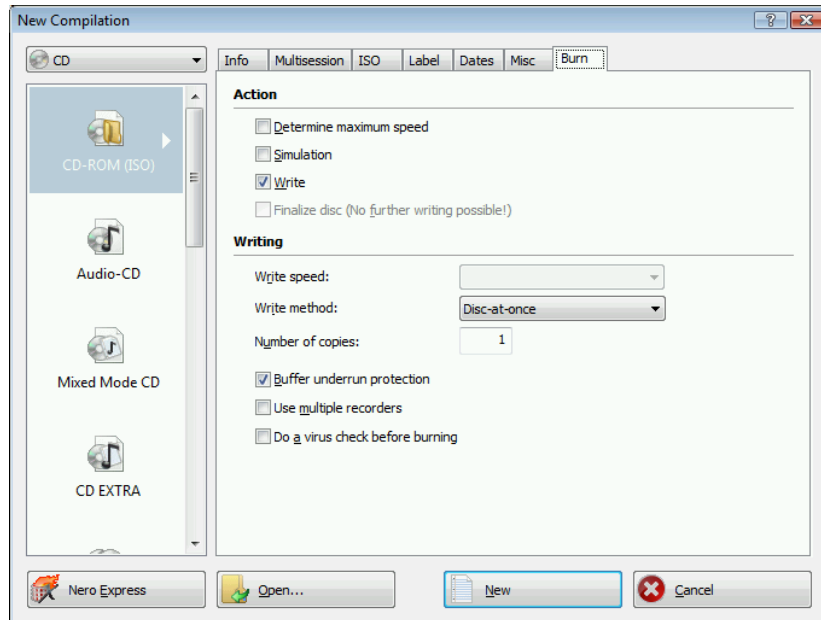 New Compilation
CD
Info Multisession ISO Label Dates Misc Burn
CD-ROM (ISO)
Audio-CD
Mixed Mode CD
CD EXTRA
Action
Determine maximum speed
Simulation
Write
Finalize disc (No further writing possible!)
Writing
Write speed:
Write method: Disc-at-once
Number of copies: 1
Buffer underrun protection
Use multiple recorders
Do a virus check before burning
Nero Express Open... New Cancel